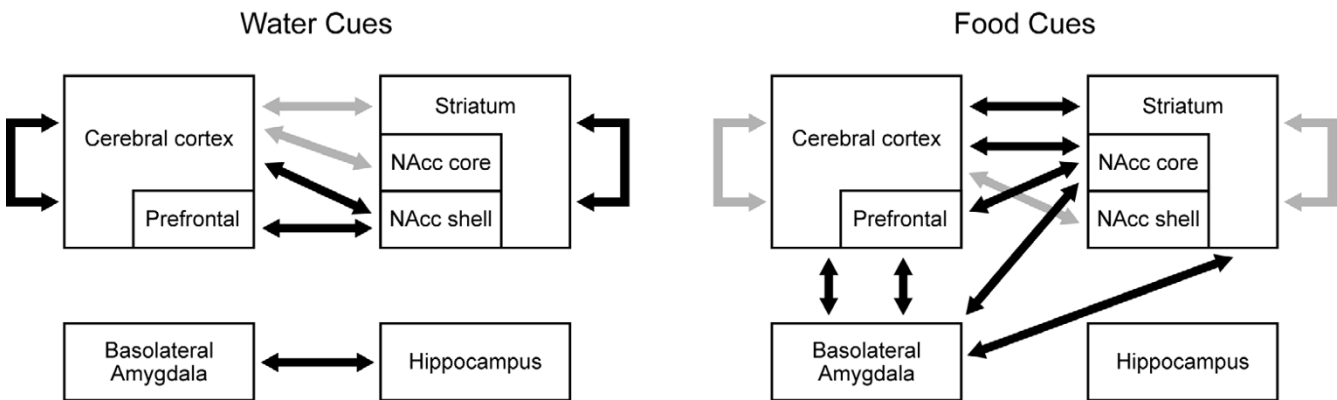 Water Cues
Cerebral cortex
Prefrontal
Striatum
NAcc core
NAcc shell
Basolateral
Amygdala
Hippocampus
Food Cues
Cerebral cortex
Prefrontal
Striatum
NAcc core
NAcc shell
Basolateral
Amygdala
Hippocampus